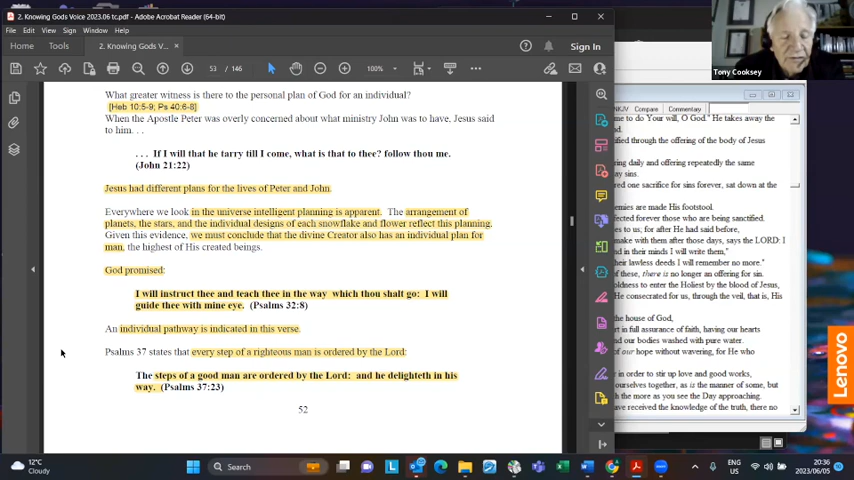 2. Knowing Gods Voice 2023.06 tc.pdf - Adobe Acrobat Reader (64-bit)
File Edit View Sign Window Help
Home Tools 2. Knowing Gods Voice 2023.06 tc.pdf × Sign In
53 / 146 100%
What greater witness is there to the personal plan of God for an individual?
[Heb 10:5-9; Ps 40:6-8]
When the Apostle Peter was overly concerned about what ministry John was to have, Jesus said
to him. . .
. . . If I will that he tarry till I come, what is that to thee? follow thou me.
(John 21:22)
Jesus had different plans for the lives of Peter and John.
Everywhere we look in the universe intelligent planning is apparent. The arrangement of
planets, the stars, and the individual designs of each snowflake and flower reflect this planning.
Given this evidence, we must conclude that the divine Creator also has an individual plan for
man, the highest of His created beings.
God promised:
I will instruct thee and teach thee in the way which thou shalt go: I will
guide thee with mine eye. (Psalms 32:8)
An individual pathway is indicated in this verse.
Psalms 37 states that every step of a righteous man is ordered by the Lord:
The steps of a good man are ordered by the Lord: and he delighteth in his
way. (Psalms 37:23)
52
Tony Cooksey
NKJV Compare Commentary
me to do Your will, O God." He takes away the
nd.
tified through the offering of the body of Jesus
ring daily and offering repeatedly the same
ay sins.
red one sacrifice for sins forever, sat down at the
emies are made His footstool.
fected forever those who are being sanctified.
es to us; for after He had said before,
make with them after those days, says the LORD: I
d in their minds I will write them,"
heir lawless deeds I will remember no more."
of these, there is no longer an offering for sin.
oldness to enter the Holiest by the blood of Jesus,
He consecrated for us, through the veil, that is, His
the house of God,
rt in full assurance of faith, having our hearts
nd our bodies washed with pure water.
of our hope without wavering, for He who
r in order to stir up love and good works,
ourselves together, as is the manner of some, but
h the more as you see the Day approaching.
ave received the knowledge of the truth, there no
Lenovo
12°C
Cloudy
Search
L
ENG
US
20:36
2023/06/05